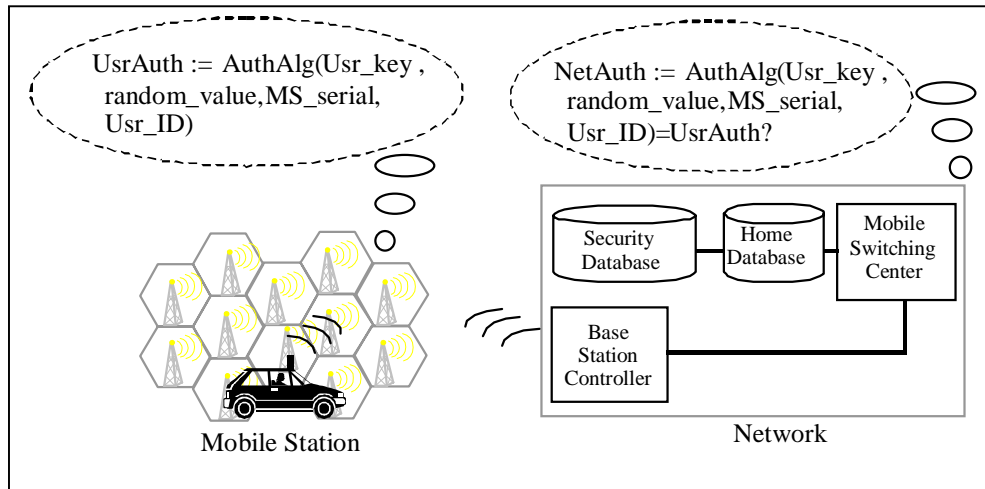 UsrAuth := AuthAlg(Usr_key ,
random_value,MS_serial,
Usr_ID)
NetAuth := AuthAlg(Usr_key ,
random_value,MS_serial,
Usr_ID)=UsrAuth?
Security
Database
Home
Database
Mobile
Switching
Center
Base
Station
Controller
Mobile Station
Network